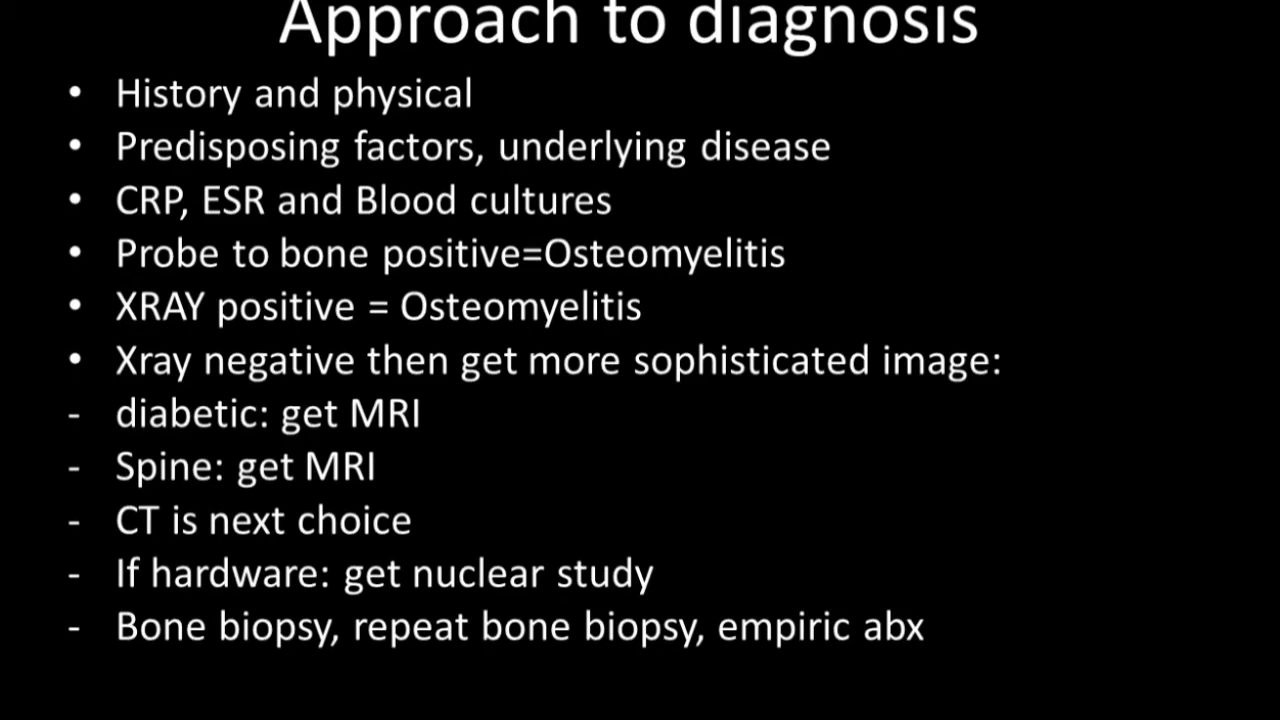 Approach to diagnosis
• History and physical
• Predisposing factors, underlying disease
• CRP, ESR and Blood cultures
• Probe to bone positive=Osteomyelitis
• XRAY positive = Osteomyelitis
• Xray negative then get more sophisticated image:
- diabetic: get MRI
- Spine: get MRI
- CT is next choice
- If hardware: get nuclear study
- Bone biopsy, repeat bone biopsy, empiric abx